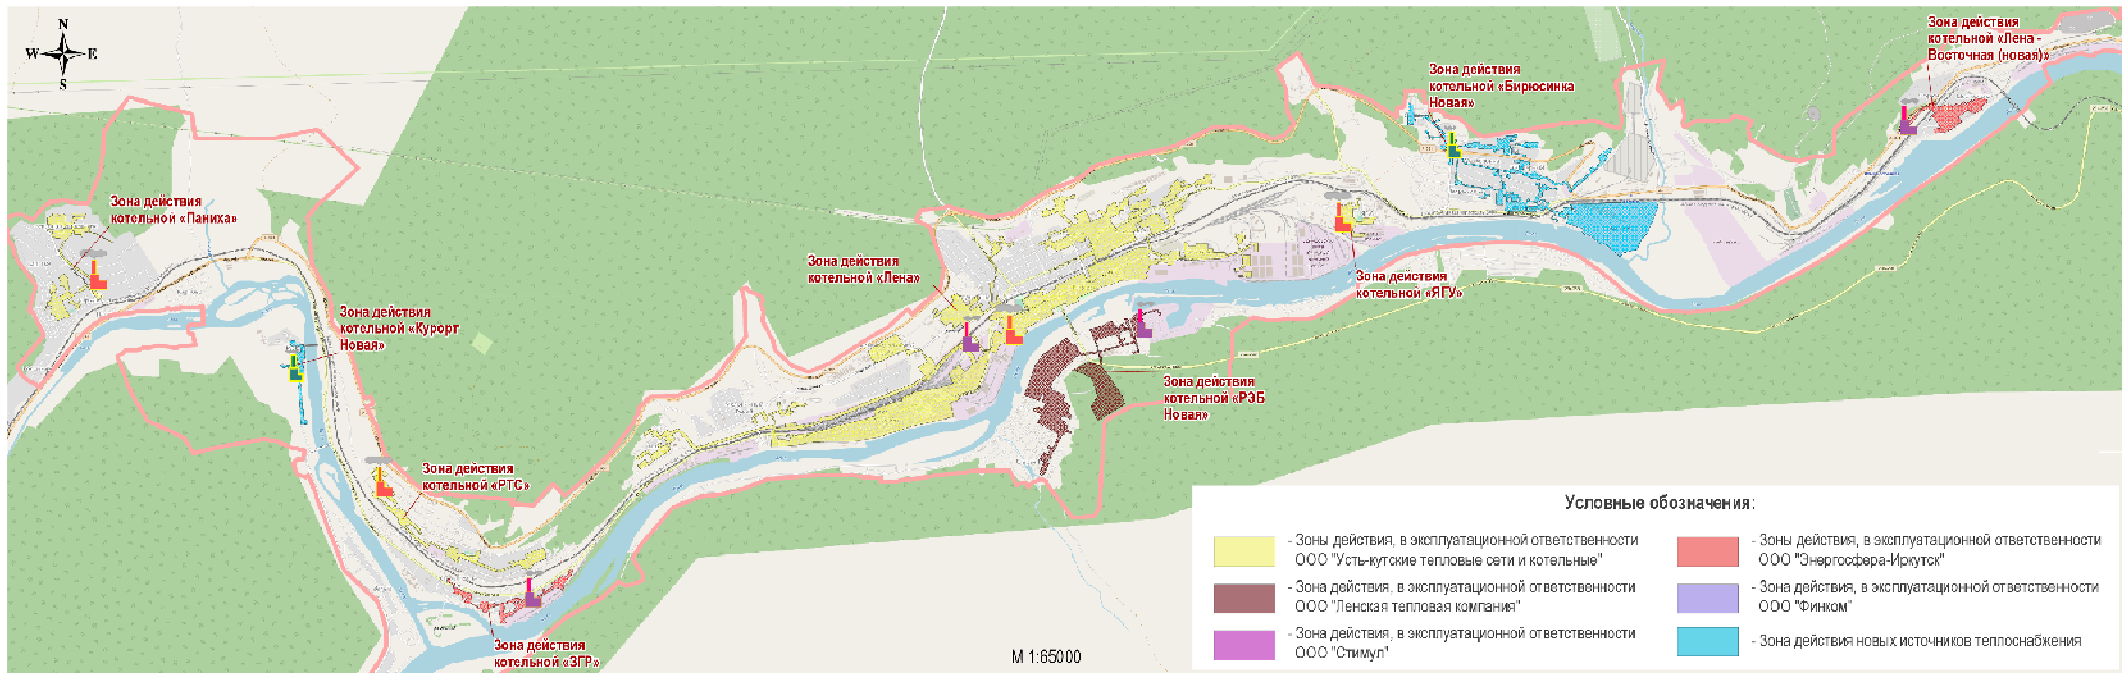 N
W E
S
Зона действия
котельной «Паниха»
Зона действия
котельной «Курорт
Новая»
Зона действия
котельной «РТС»
Зона действия
котельной «ЗГР»
Зона действия
котельной «Лена»
Зона действия
котельной «РЭБ
Новая»
Зона действия
котельной «ЯГУ»
Зона действия
котельной «Бирюсинка
Новая»
Зона действия
котельной «Лена -
Восточная (новая)»
М 1:65000
Условные обозначения:
- Зоны действия, в эксплуатационной ответственности
ООО "Усть-кутские тепловые сети и котельные"
- Зона действия, в эксплуатационной ответственности
ООО "Ленская тепловая компания"
- Зона действия, в эксплуатационной ответственности
ООО "Стимул"
- Зоны действия, в эксплуатационной ответственности
ООО "Энергосфера-Иркутск"
- Зона действия, в эксплуатационной ответственности
ООО "Финком"
- Зона действия новых источников теплоснабжения